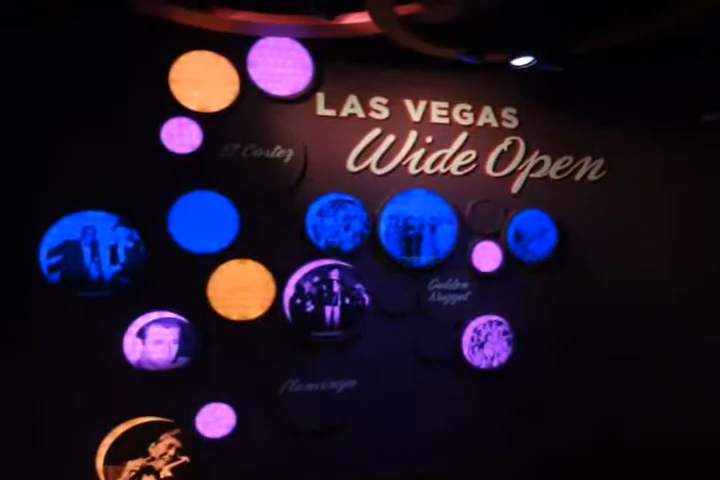 LAS VEGAS
Wide Open
El Cortez
Golden
Nugget
Flamingo